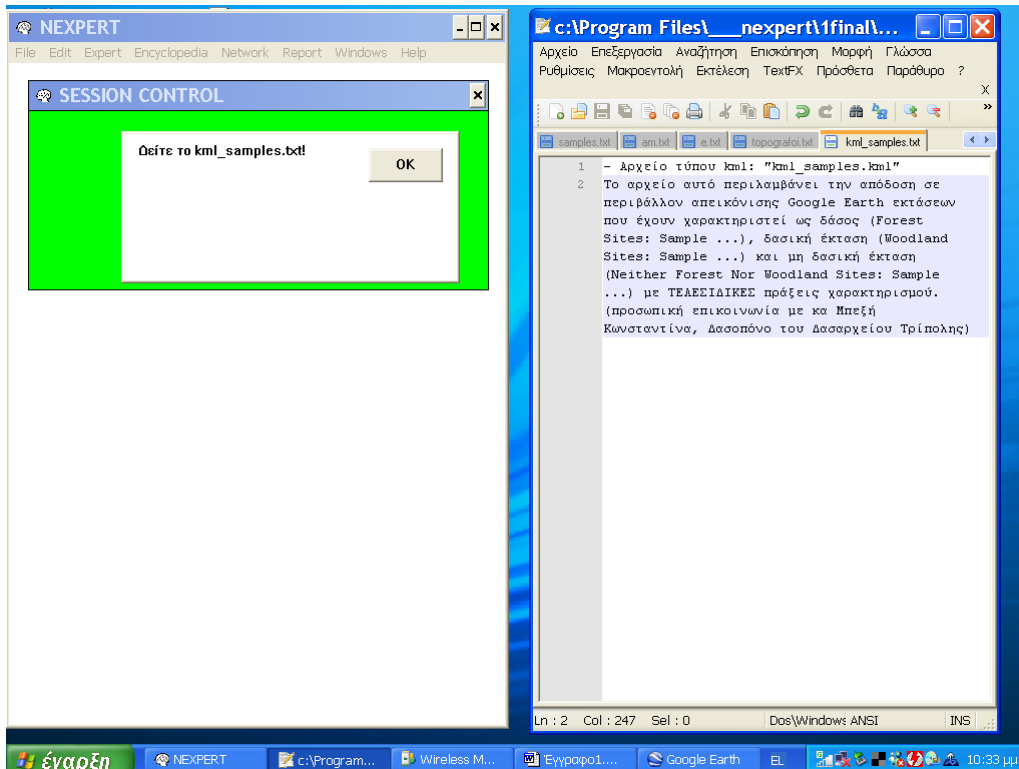 NEXPERT
File Edit Expert Encyclopedia Network Report Windows Help
SESSION CONTROL
Δείτε το kml_samples.txt!
OK
c:\Program Files\___nexpert\1final\...
Αρχείο Επεξεργασία Αναζήτηση Επισκόπηση Μορφή Γλώσσα
Ρυθμίσεις Μακροεντολή Εκτέλεση TextFX Πρόσθετα Παράθυρο ?
X
samples.txt am.txt e.txt topografoi.txt kml_samples.txt
1 - Αρχείο τύπου kml: "kml_samples.kml"
2 Το αρχείο αυτό περιλαμβάνει την απόδοση σε
περιβάλλον απεικόνισης Google Earth εκτάσεων
που έχουν χαρακτηριστεί ως δάσος (Forest
Sites: Sample ...), δασική έκταση (Woodland
Sites: Sample ...) και μη δασική έκταση
(Neither Forest Nor Woodland Sites: Sample
...) με ΤΕΛΕΣΙΔΙΚΕΣ πράξεις χαρακτηρισμού.
(προσωπική επικοινωνία με κα Μπεξή
Κωνσταντίνα, Δασοπόνο του Δασαρχείου Τρίπολης)
Ln : 2 Col : 247 Sel : 0 Dos\Windows ANSI INS
έναρξη NEXPERT c:\Program... Wireless M... Έγγραφο1.... Google Earth EL 10:33 μμ